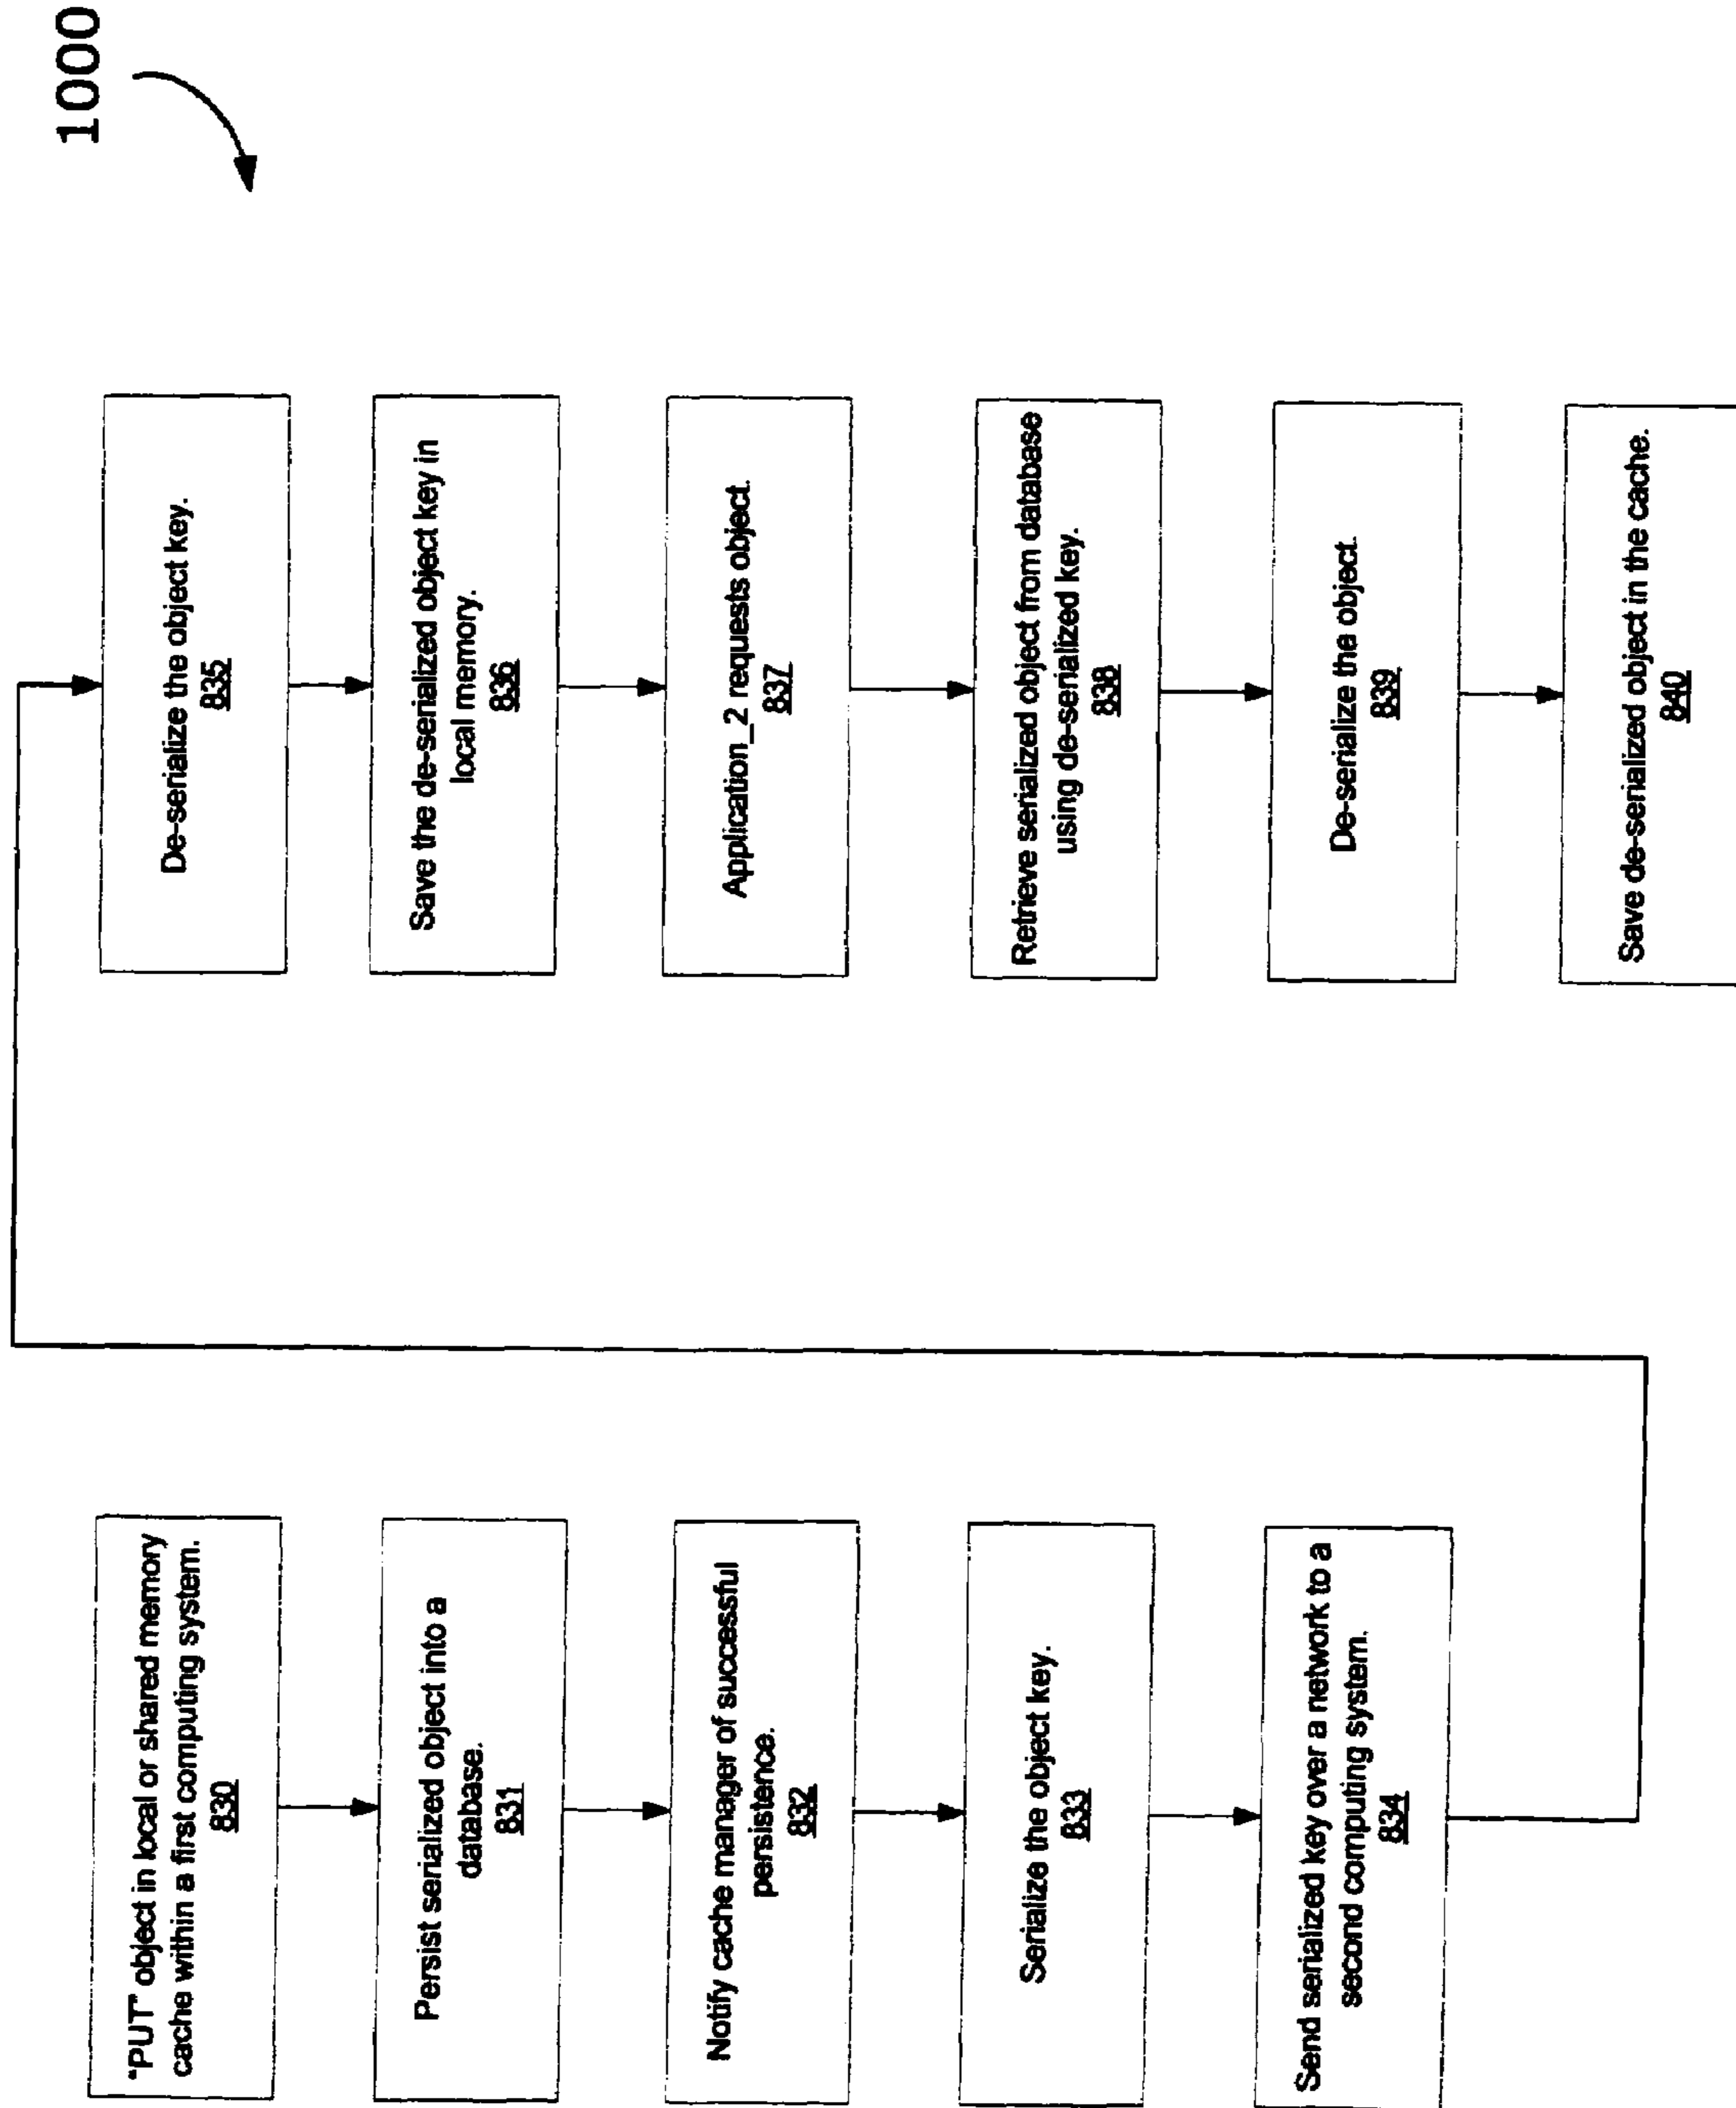 1000
"PUT" object in local or shared memory
cache within a first computing system.
830
Persist serialized object into a
database.
831
Notify cache manager of successful
persistence.
832
Serialize the object key.
833
Send serialized key over a network to a
second computing system.
834
De-serialize the object key.
835
Save the de-serialized object key in
local memory.
836
Application_2 requests object.
837
Retrieve serialized object from database
using de-serialized key.
838
De-serialize the object.
839
Save de-serialized object in the cache.
840